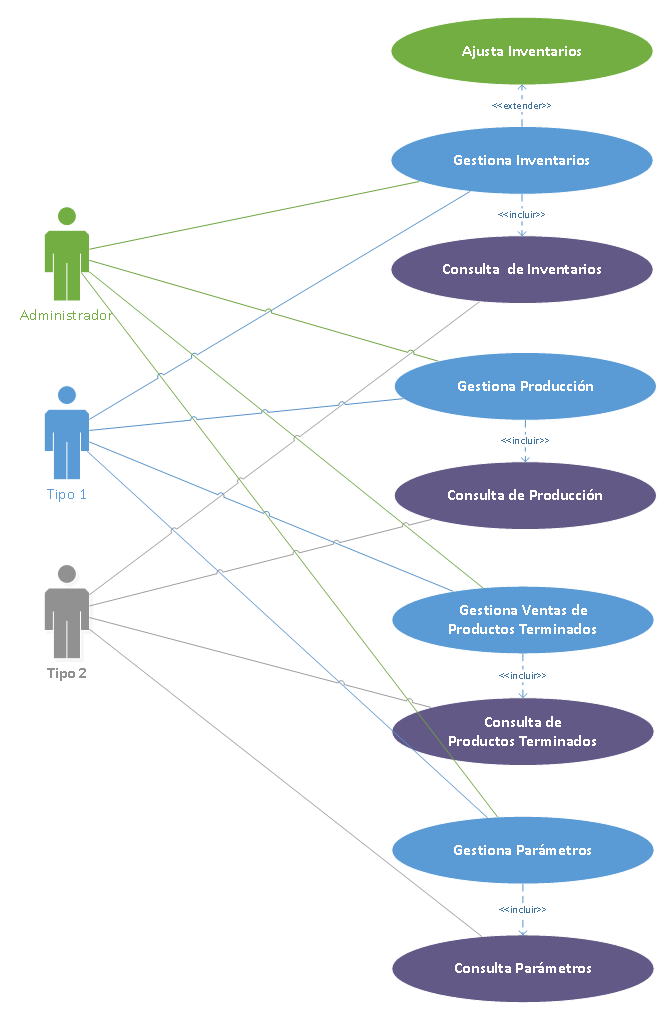 Ajusta Inventarios
<<extender>>
Gestiona Inventarios
<<incluir>>
Consulta de Inventarios
Administrador
Gestiona Producción
<<incluir>>
Consulta de Producción
Tipo 1
Gestiona Ventas de
Productos Terminados
<<incluir>>
Tipo 2
Consulta de
Productos Terminados
Gestiona Parámetros
<<incluir>>
Consulta Parámetros